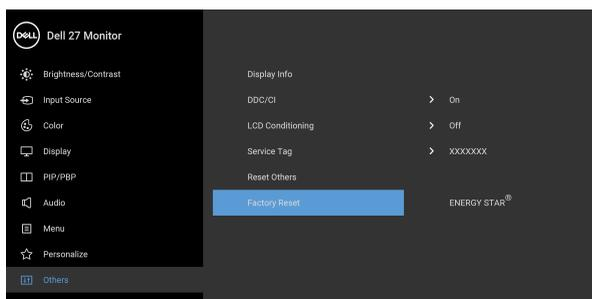 DELL Dell 27 Monitor
Brightness/Contrast
Input Source
Color
Display
PIP/PBP
Audio
Menu
Personalize
Others
Display Info
DDC/CI > On
LCD Conditioning > Off
Service Tag > XXXXXXX
Reset Others
Factory Reset ENERGY STAR®